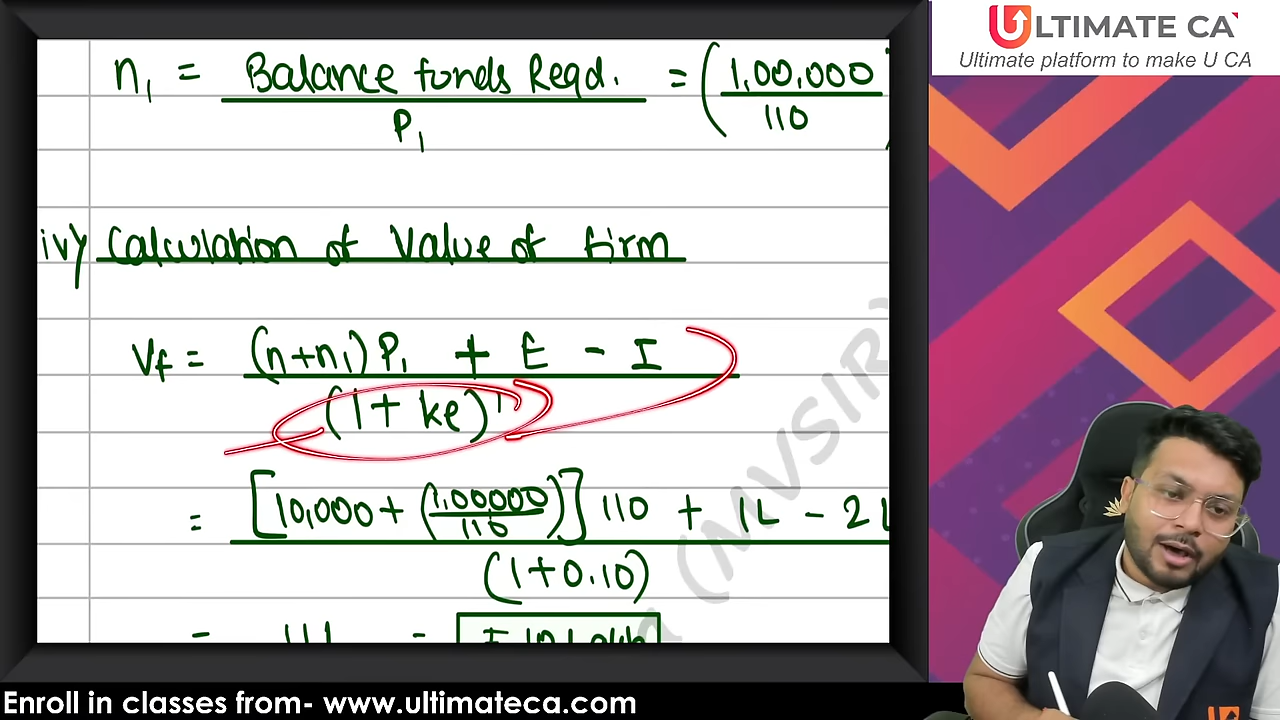 n₁ = Balance funds Reqd. / P₁ = (1,00,000 / 110
iv) Calculation of Value of firm
Vf = (n+n₁) P₁ + E - I / (1 + ke)¹
= [10,000 + (1,00,000 / 110)] 110 + 1L - 2L / (1+0.10)
(MVSIR)
ULTIMATE CA
Ultimate platform to make U CA
Enroll in classes from- www.ultimateca.com